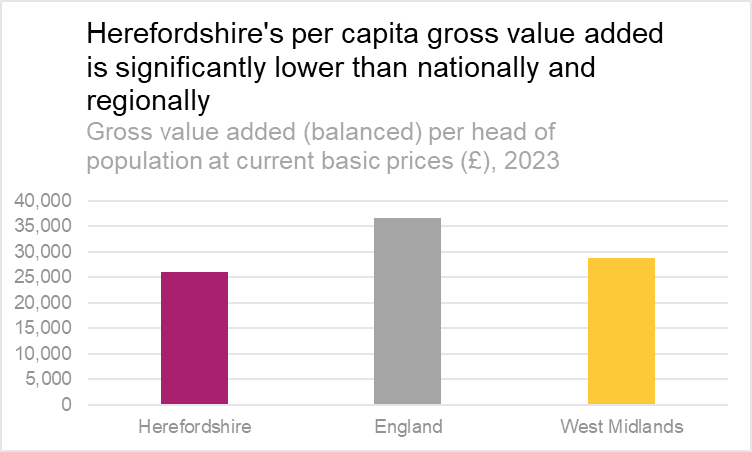 Herefordshire's per capita gross value added
is significantly lower than nationally and
regionally
Gross value added (balanced) per head of
population at current basic prices (£), 2023
40,000
35,000
30,000
25,000
20,000
15,000
10,000
5,000
0
Herefordshire
England
West Midlands